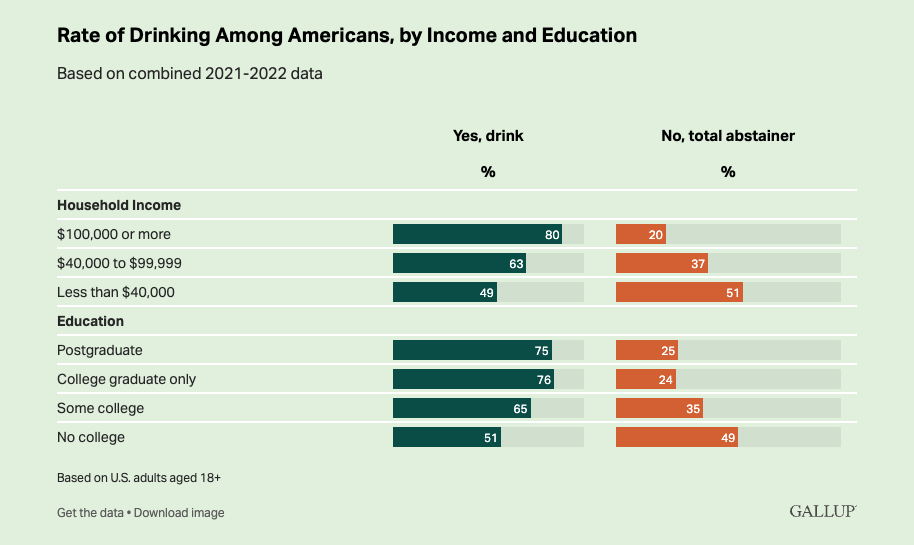 Rate of Drinking Among Americans, by Income and Education
Based on combined 2021-2022 data
Yes, drink No, total abstainer
% %
Household Income
$100,000 or more 80 20
$40,000 to $99,999 63 37
Less than $40,000 49 51
Education
Postgraduate 75 25
College graduate only 76 24
Some college 65 35
No college 51 49
Based on U.S. adults aged 18+
Get the data • Download image GALLUP